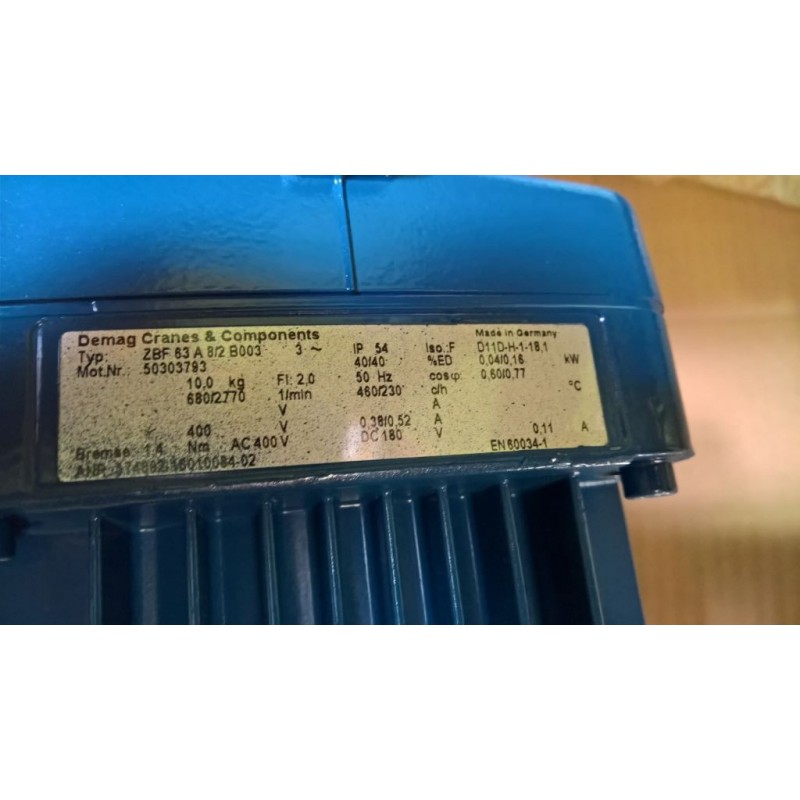 Demag Cranes & Components Made in Germany
Typ: ZBF 63 A 8/2 B003 3 ~ IP 54 Iso.:F D11D-H-1-18,1
Mot.Nr.: 50303793 40/40 %ED 0,04/0,16 kW
10,0 kg FI: 2,0 50 Hz cosφ: 0,60/0,77
680/2770 1/min 460/230 c/h °C
V A
Y 400 V 0,38/0,52 A
Bremse 1,4 Nm AC 400 V DC 180 V 0,11 A
EN 60034-1